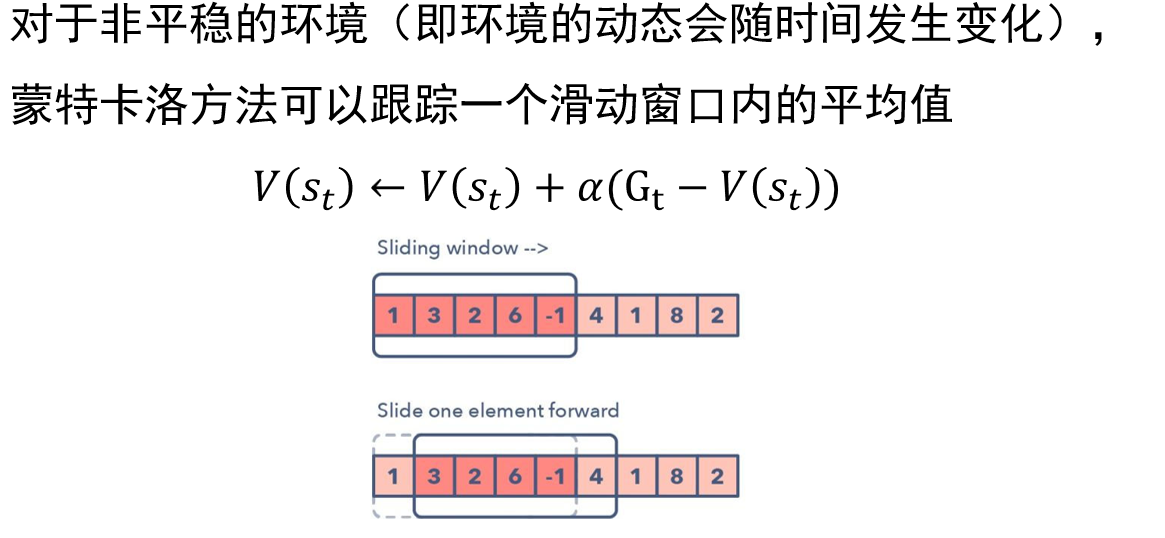 对于非平稳的环境（即环境的动态会随时间发生变化），
蒙特卡洛方法可以跟踪一个滑动窗口内的平均值
V(s_t) ← V(s_t) + α(G_t − V(s_t))
Sliding window -->
1 3 2 6 -1 4 1 8 2
Slide one element forward
1 3 2 6 -1 4 1 8 2